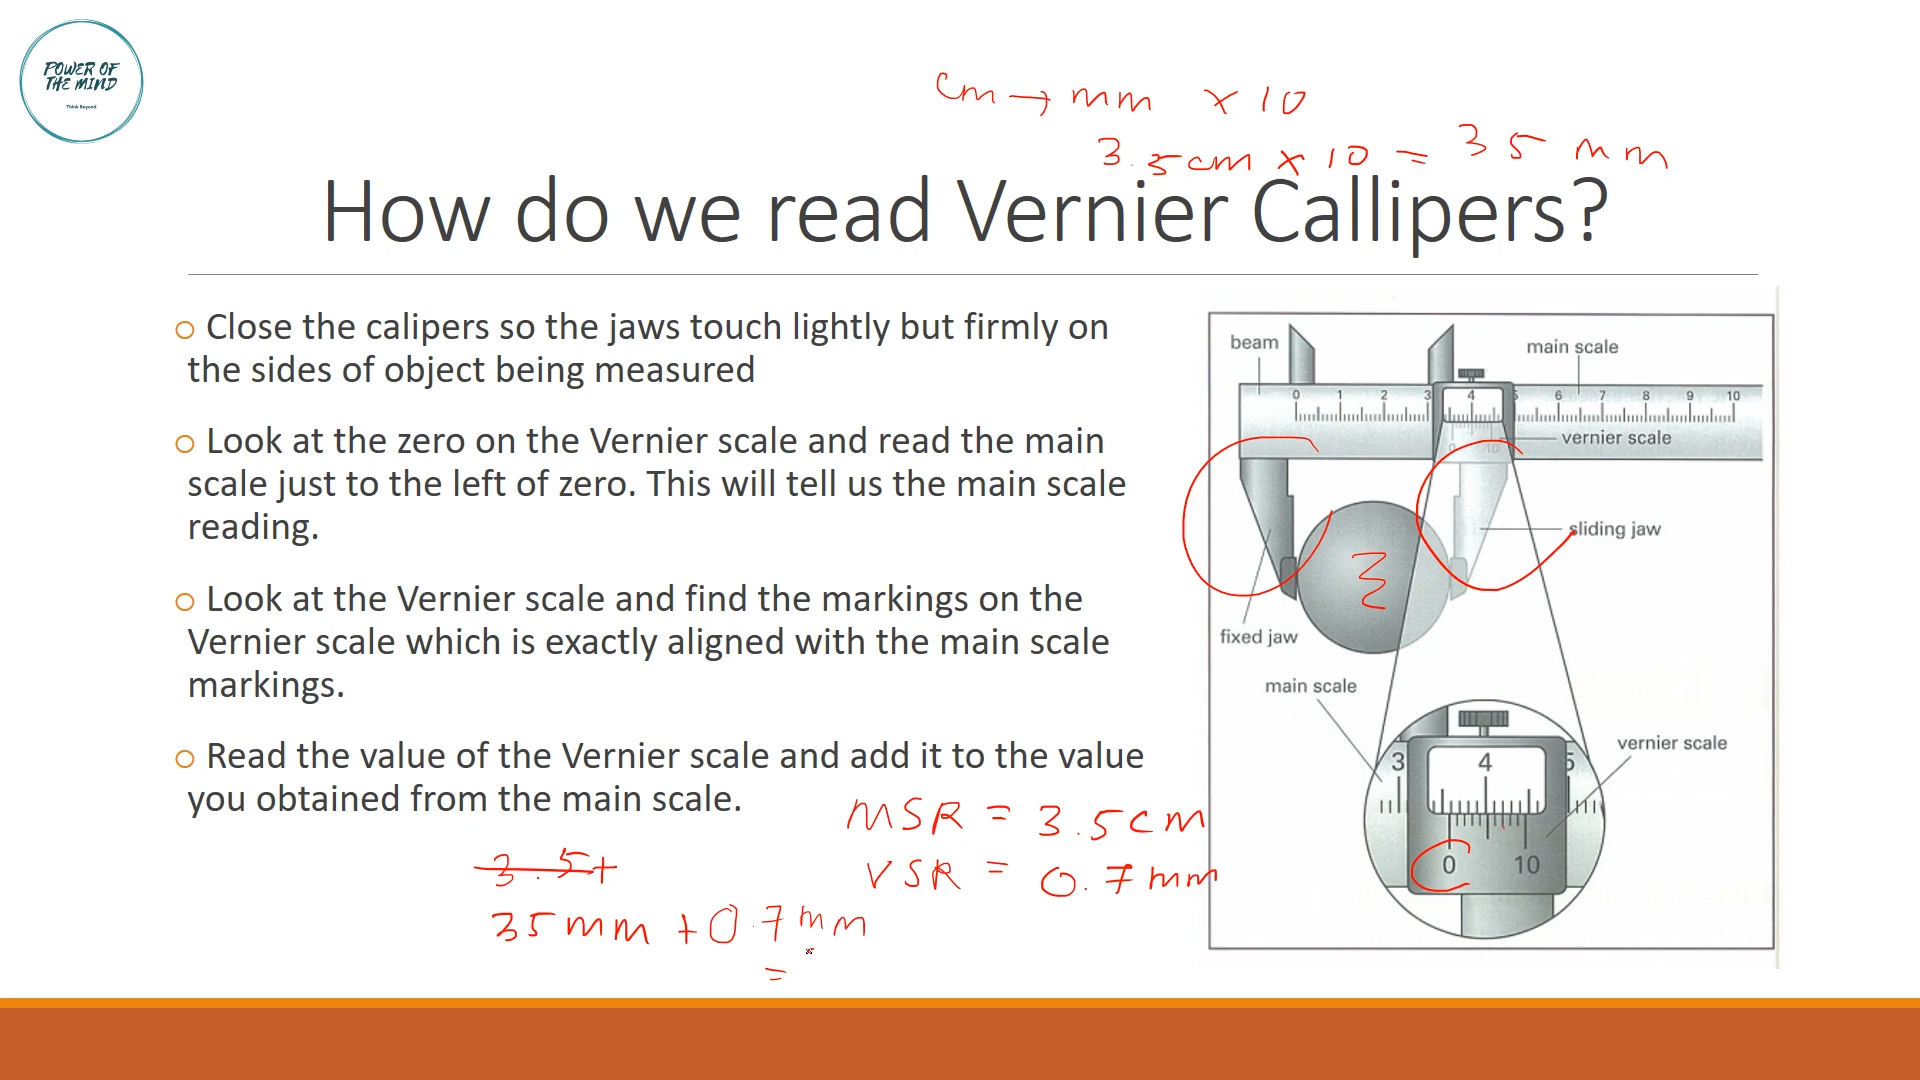 POWER OF
THE MIND
Think Beyond
cm → mm × 10
3.5cm × 10 = 35 mm
How do we read Vernier Callipers?
Close the calipers so the jaws touch lightly but firmly on
the sides of object being measured
Look at the zero on the Vernier scale and read the main
scale just to the left of zero. This will tell us the main scale
reading.
Look at the Vernier scale and find the markings on the
Vernier scale which is exactly aligned with the main scale
markings.
Read the value of the Vernier scale and add it to the value
you obtained from the main scale.
MSR = 3.5cm
VSR = 0.7mm
3.5+
35mm + 0.7mm
=
beam
main scale
0 1 2 3 4 5 6 7 8 9 10
vernier scale
0 10
sliding jaw
fixed jaw
main scale
vernier scale
3 4 5
0 10